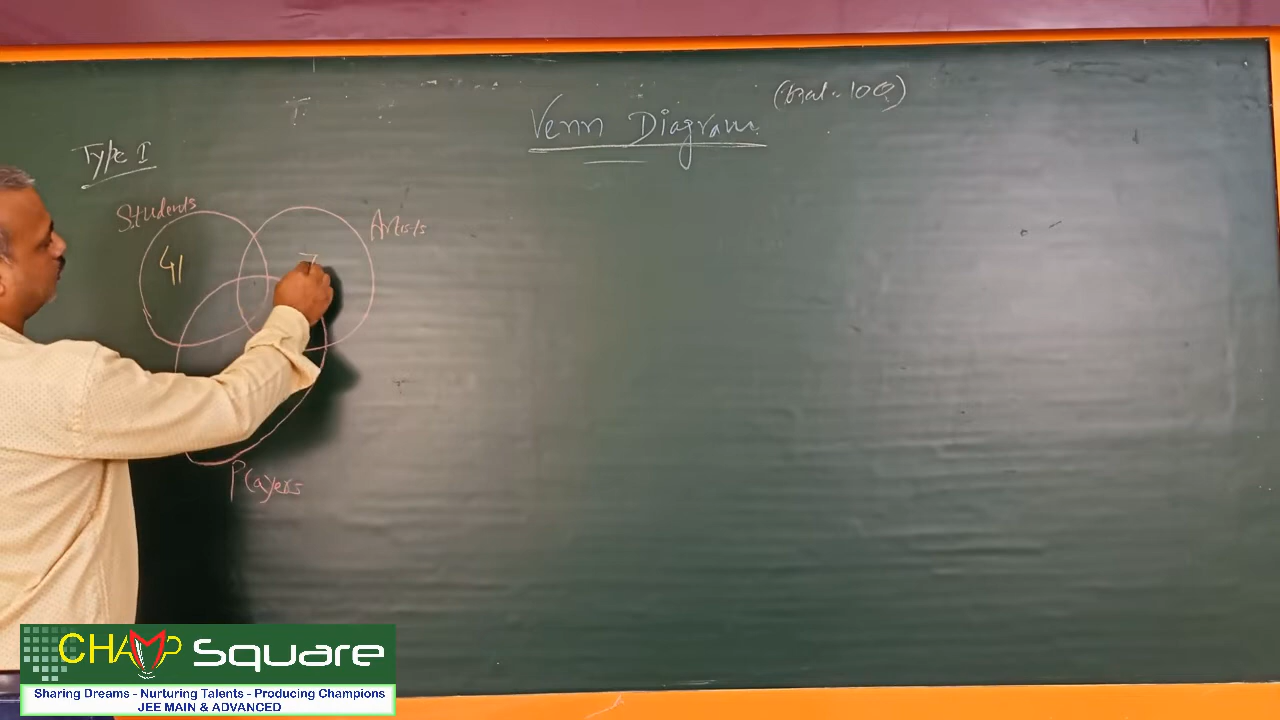 (total = 100)
Venn Diagram
Type I
Students
Artists
41
7
Players
CHAMP Square
Sharing Dreams - Nurturing Talents - Producing Champions
JEE MAIN & ADVANCED